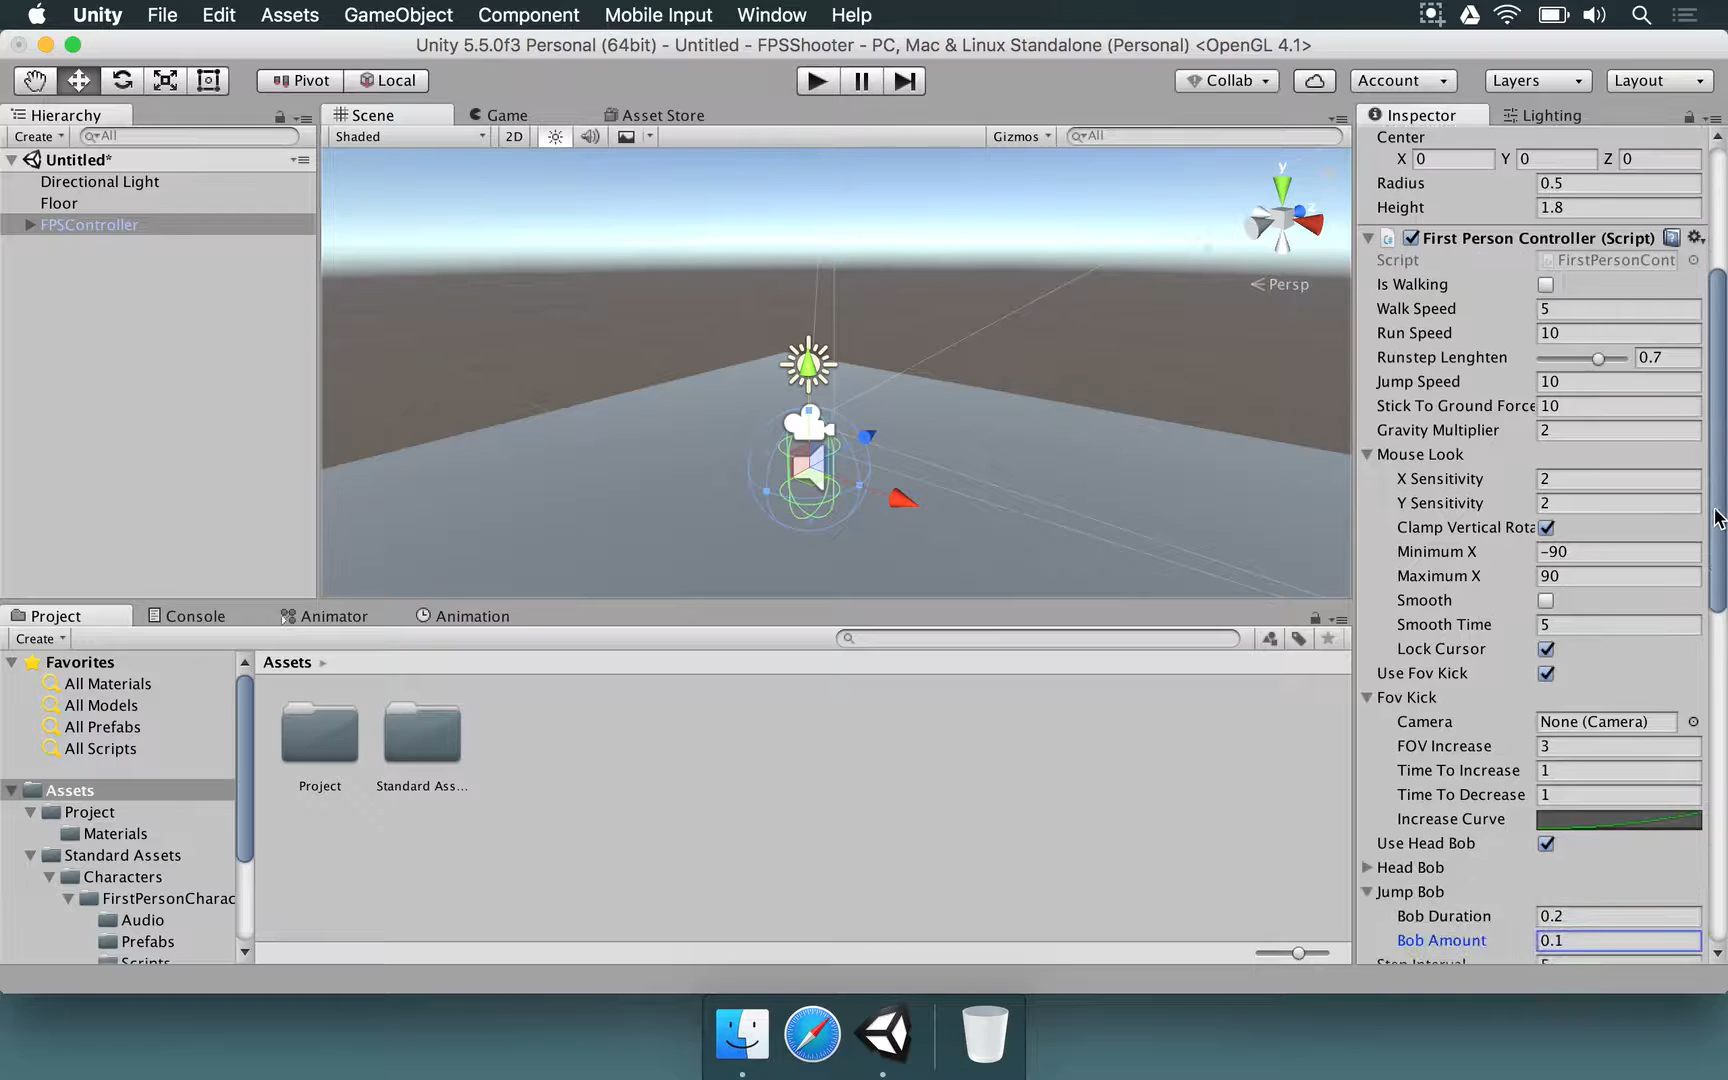 Unity File Edit Assets GameObject Component Mobile Input Window Help
Unity 5.5.0f3 Personal (64bit) - Untitled - FPSShooter - PC, Mac & Linux Standalone (Personal) <OpenGL 4.1>
Pivot Local Collab Account Layers Layout
Hierarchy
Create All
Untitled*
Directional Light
Floor
FPSController
Scene Game Asset Store
Shaded 2D Gizmos All
y
z
Persp
Inspector Lighting
Center
X 0 Y 0 Z 0
Radius 0.5
Height 1.8
First Person Controller (Script)
Script FirstPersonCont
Is Walking
Walk Speed 5
Run Speed 10
Runstep Lenghten 0.7
Jump Speed 10
Stick To Ground Force 10
Gravity Multiplier 2
Mouse Look
X Sensitivity 2
Y Sensitivity 2
Clamp Vertical Rota
Minimum X -90
Maximum X 90
Smooth
Smooth Time 5
Lock Cursor
Use Fov Kick
Fov Kick
Camera None (Camera)
FOV Increase 3
Time To Increase 1
Time To Decrease 1
Increase Curve
Use Head Bob
Head Bob
Jump Bob
Bob Duration 0.2
Bob Amount 0.1
Step Interval 5
Project Console Animator Animation
Create
Favorites
All Materials
All Models
All Prefabs
All Scripts
Assets
Project
Materials
Standard Assets
Characters
FirstPersonCharac
Audio
Prefabs
Scripts
Assets
Project
Standard Ass...